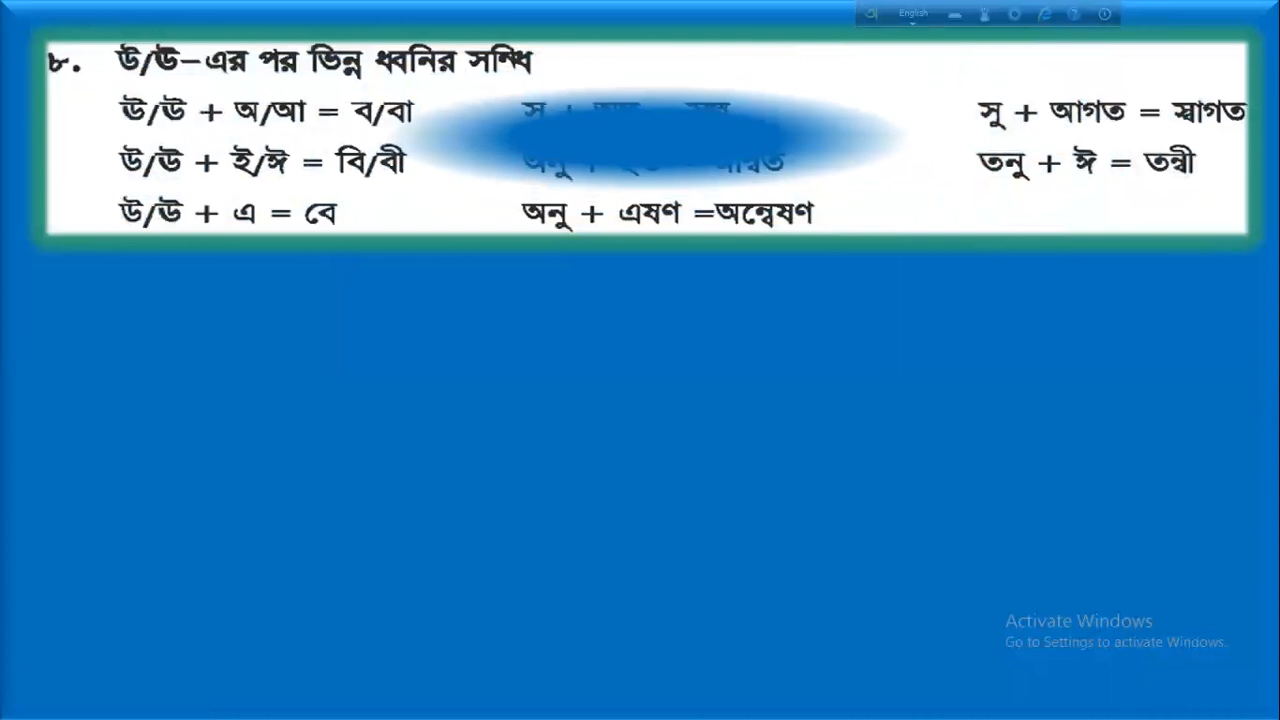 English
৮. উ/ঊ-এর পর ভিন্ন ধ্বনির সন্ধি
উ/ঊ + অ/আ = ব/বা সু + আগত = স্বাগত
উ/ঊ + ই/ঈ = বি/বী তনু + ঈ = তন্বী
উ/ঊ + এ = বে অনু + এষণ =অন্বেষণ
Activate Windows
Go to Settings to activate Windows.